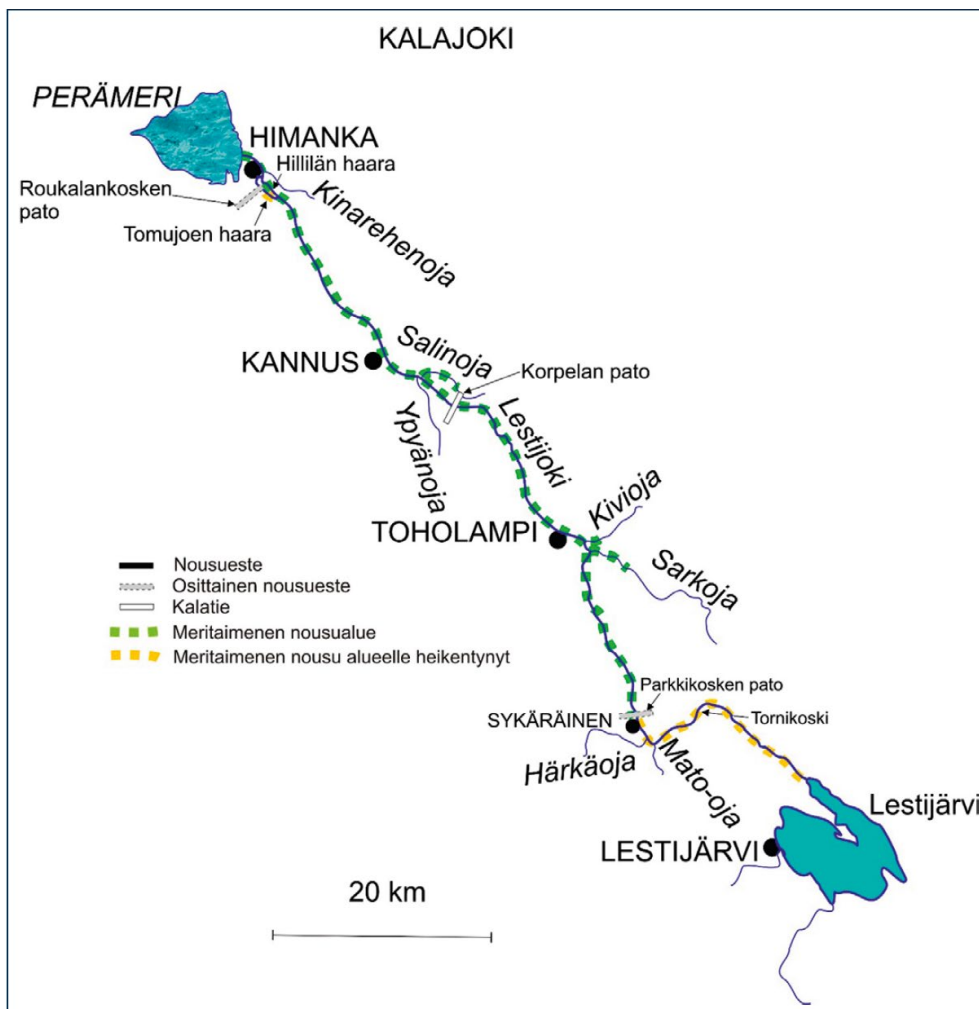 KALAJOKI
PERÄMERI
HIMANKA
Hillilän haara
Roukalankosken
pato
Kinarehenoja
Tomujoen haara
Salinoja
KANNUS
Korpelan pato
Ypyänoja
Lestijoki
Kivioja
TOHOLAMPI
Sarkoja
Nousueste
Osittainen nousueste
Kalatie
Meritaimenen nousualue
Meritaimenen nousu alueelle heikentynyt
Parkkikosken pato
SYKÄRÄINEN
Tornikoski
Härkäoja
Mato-oja
Lestijärvi
LESTIJÄRVI
20 km